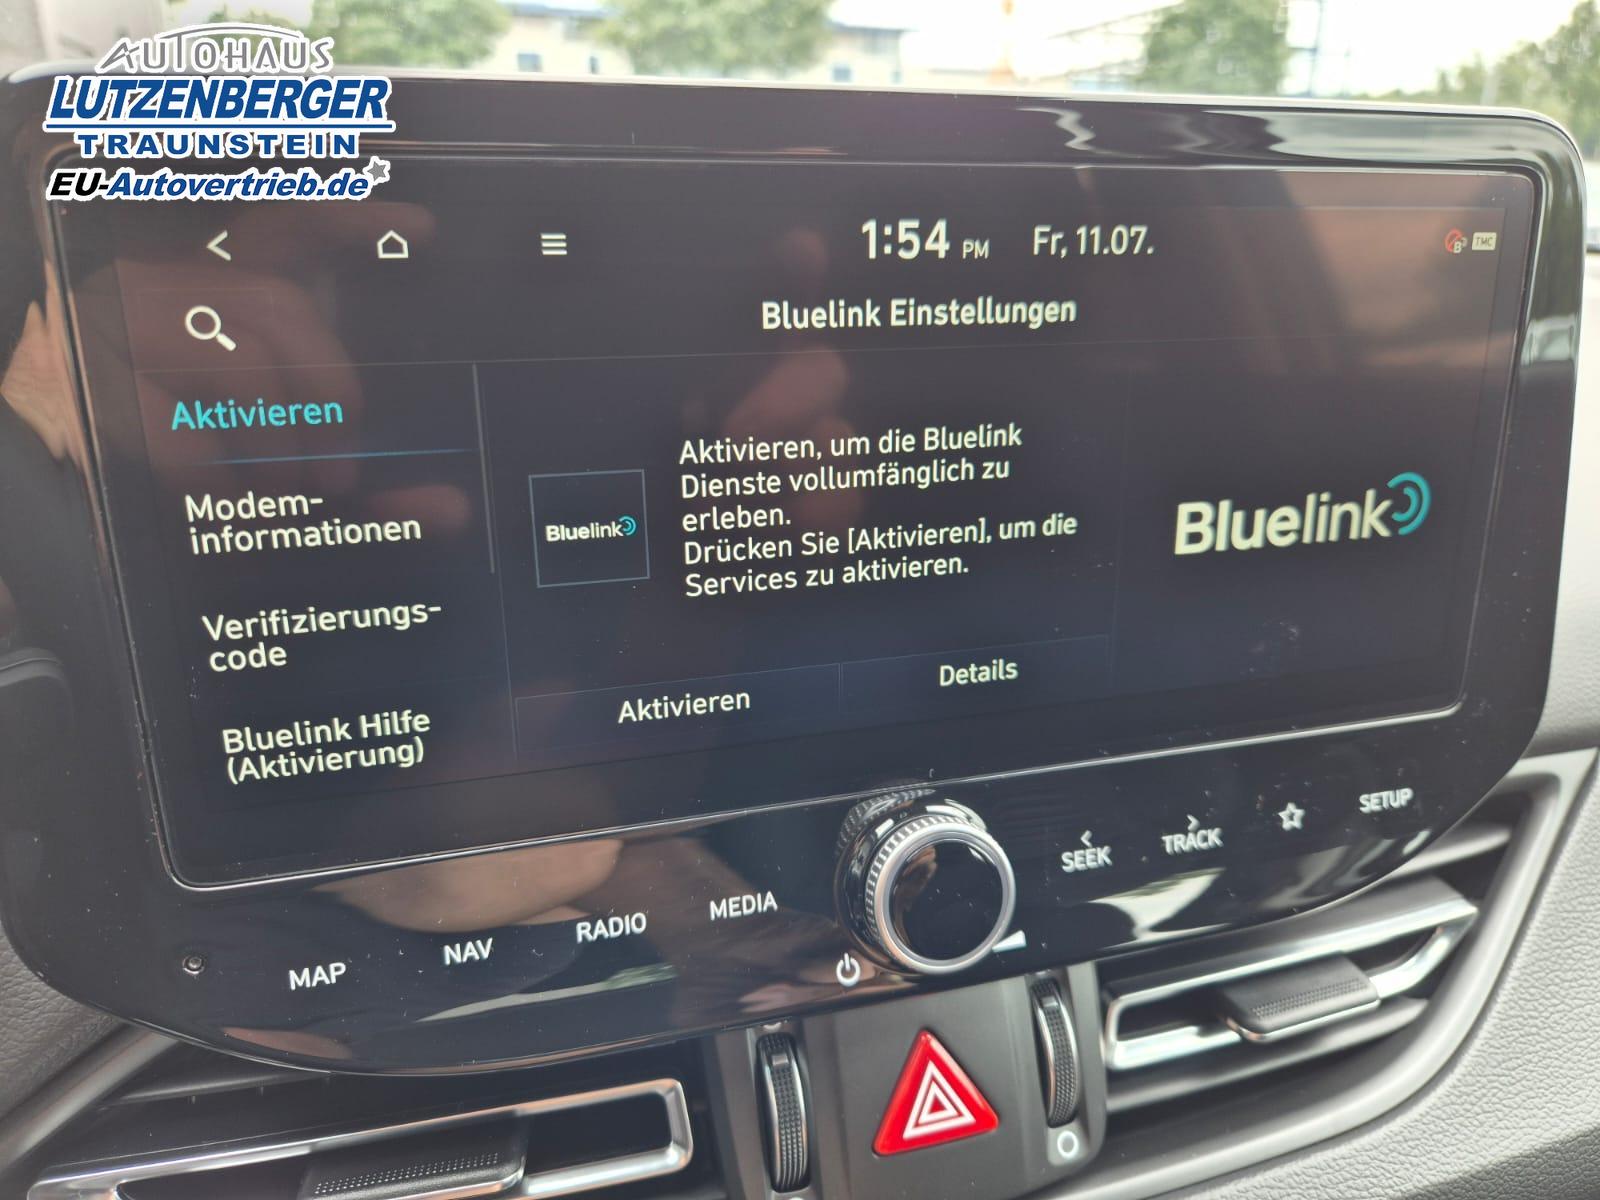 AUTOHAUS
LUTZENBERGER
TRAUNSTEIN
EU-Autovertrieb.de
1:54 PM Fr, 11.07.
TMC
Bluelink Einstellungen
Aktivieren
Modem-
informationen
Verifizierungs-
code
Bluelink Hilfe
(Aktivierung)
Bluelink
Aktivieren, um die Bluelink
Dienste vollumfänglich zu
erleben.
Drücken Sie [Aktivieren], um die
Services zu aktivieren.
Aktivieren
Details
Bluelink
MAP
NAV
RADIO
MEDIA
< SEEK
> TRACK
SETUP